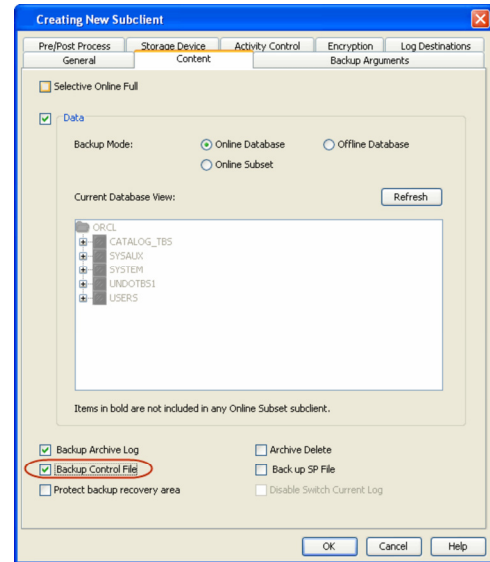 Creating New Subclient
Pre/Post Process Storage Device Activity Control Encryption Log Destinations
General Content Backup Arguments
Selective Online Full
Data
Backup Mode: Online Database Offline Database
Online Subset
Current Database View: Refresh
ORCL
CATALOG_TBS
SYSAUX
SYSTEM
UNDOTBS1
USERS
Items in bold are not included in any Online Subset subclient.
Backup Archive Log Archive Delete
Backup Control File Back up SP File
Protect backup recovery area Disable Switch Current Log
OK Cancel Help